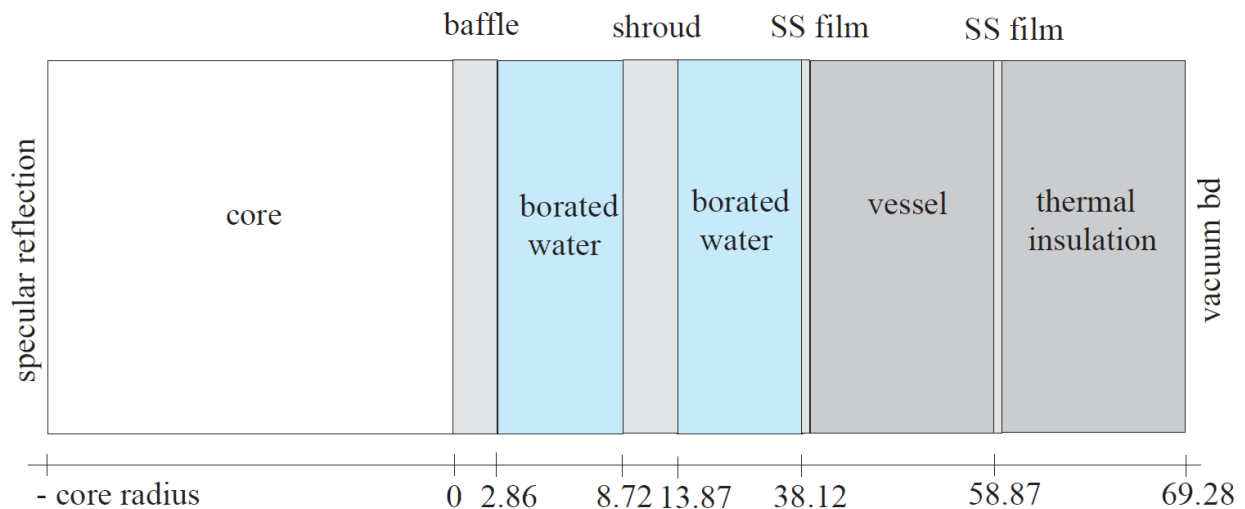 baffle
shroud
SS film
SS film
specular reflection
core
borated
water
borated
water
vessel
thermal
insulation
vacuum bd
- core radius
0
2.86
8.72
13.87
38.12
58.87
69.28